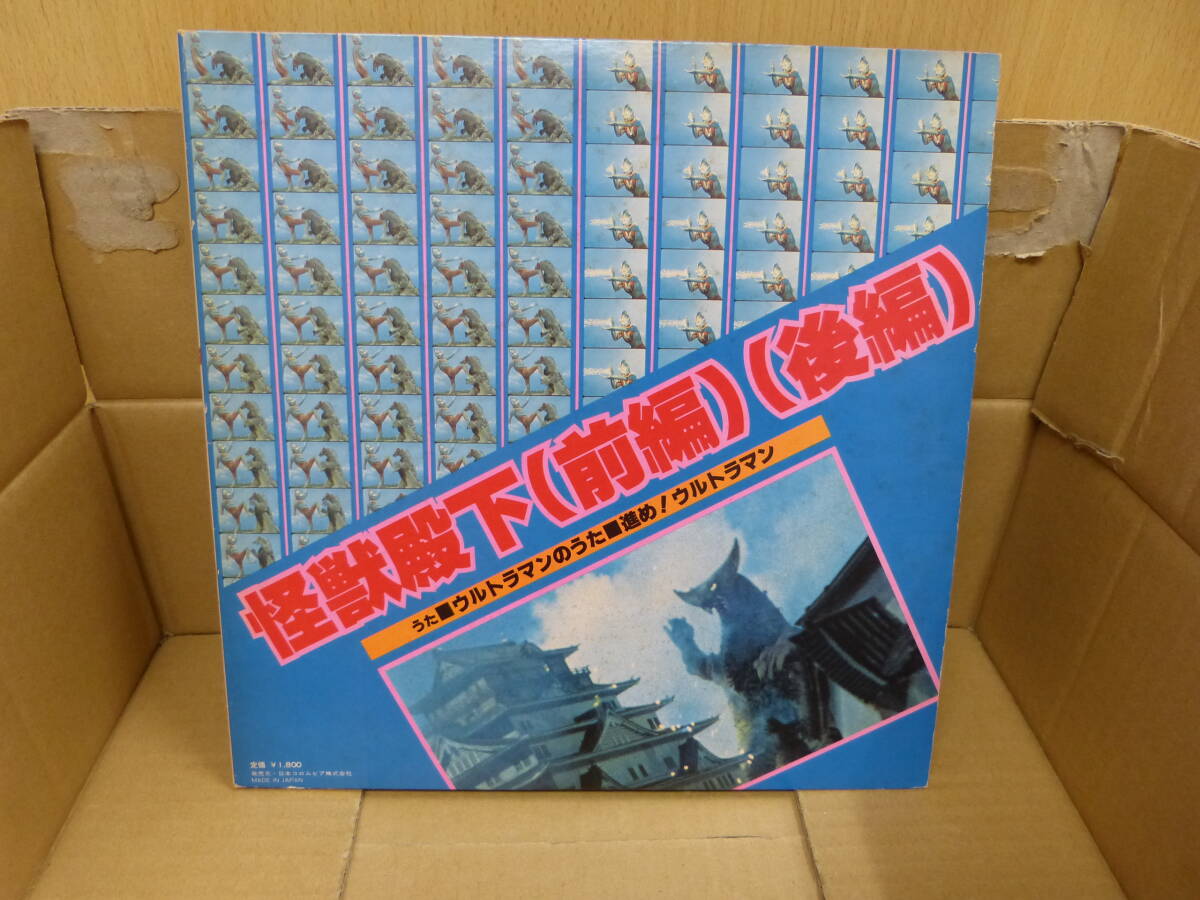 怪獣殿下(前編)(後編)
うた■ウルトラマンのうた■進め!ウルトラマン
定価 ¥1,800
発売元・日本コロムビア株式会社
MADE IN JAPAN